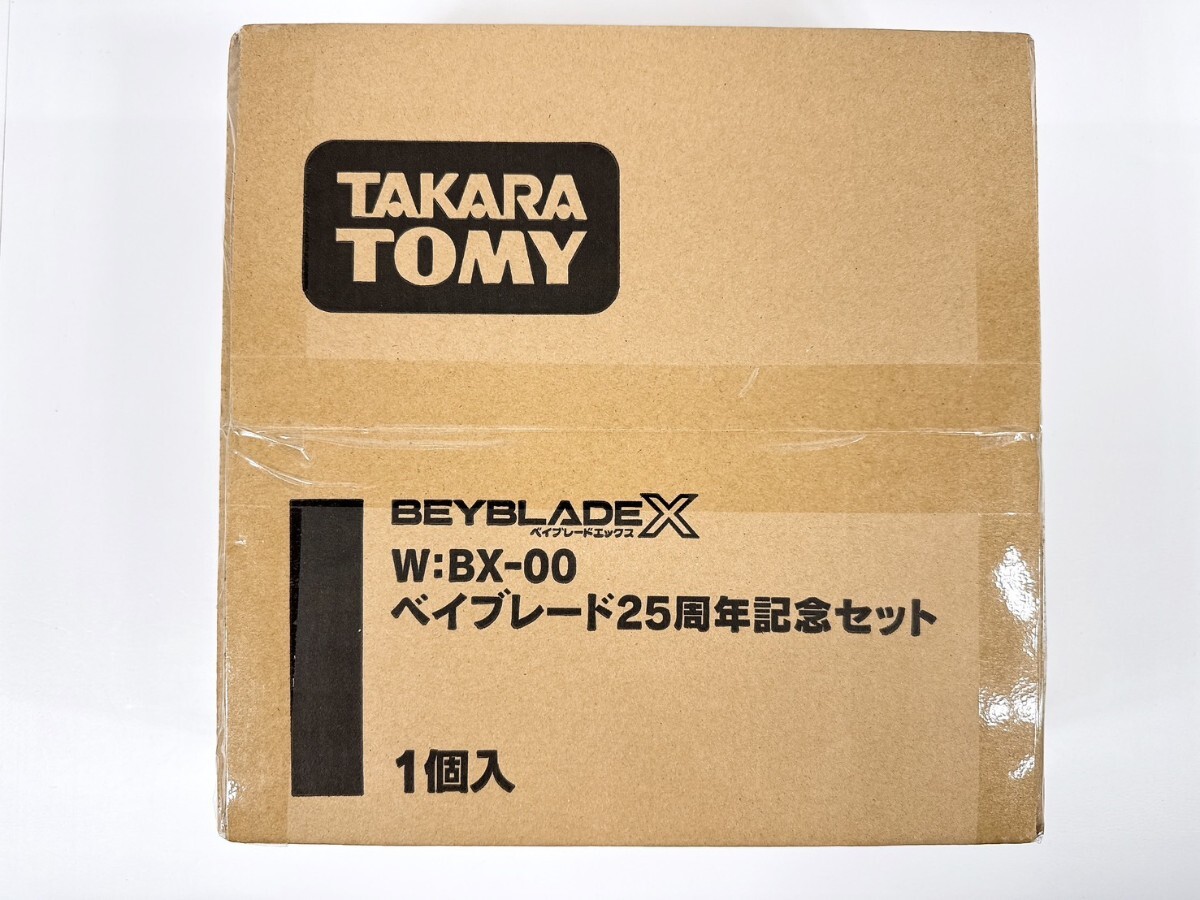 TAKARA
TOMY
BEYBLADE X
ベイブレードエックス
W:BX-00
ベイブレード25周年記念セット
1個入